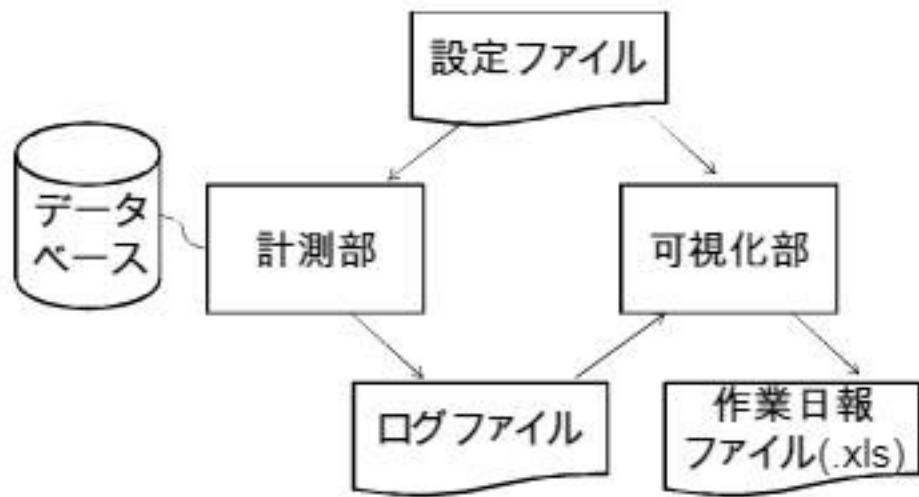 設定ファイル
データ
ベース
計測部
可視化部
ログファイル
作業日報
ファイル(.xls)